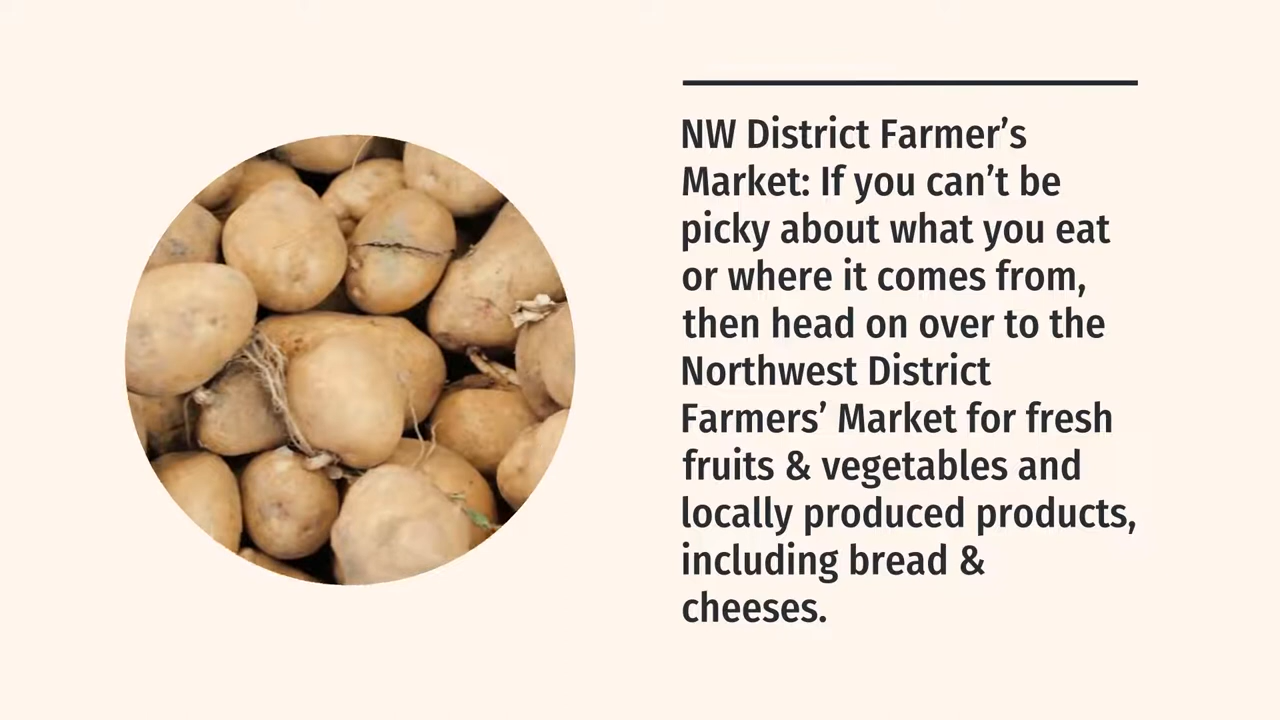 NW District Farmer’s
Market: If you can’t be
picky about what you eat
or where it comes from,
then head on over to the
Northwest District
Farmers’ Market for fresh
fruits & vegetables and
locally produced products,
including bread &
cheeses.